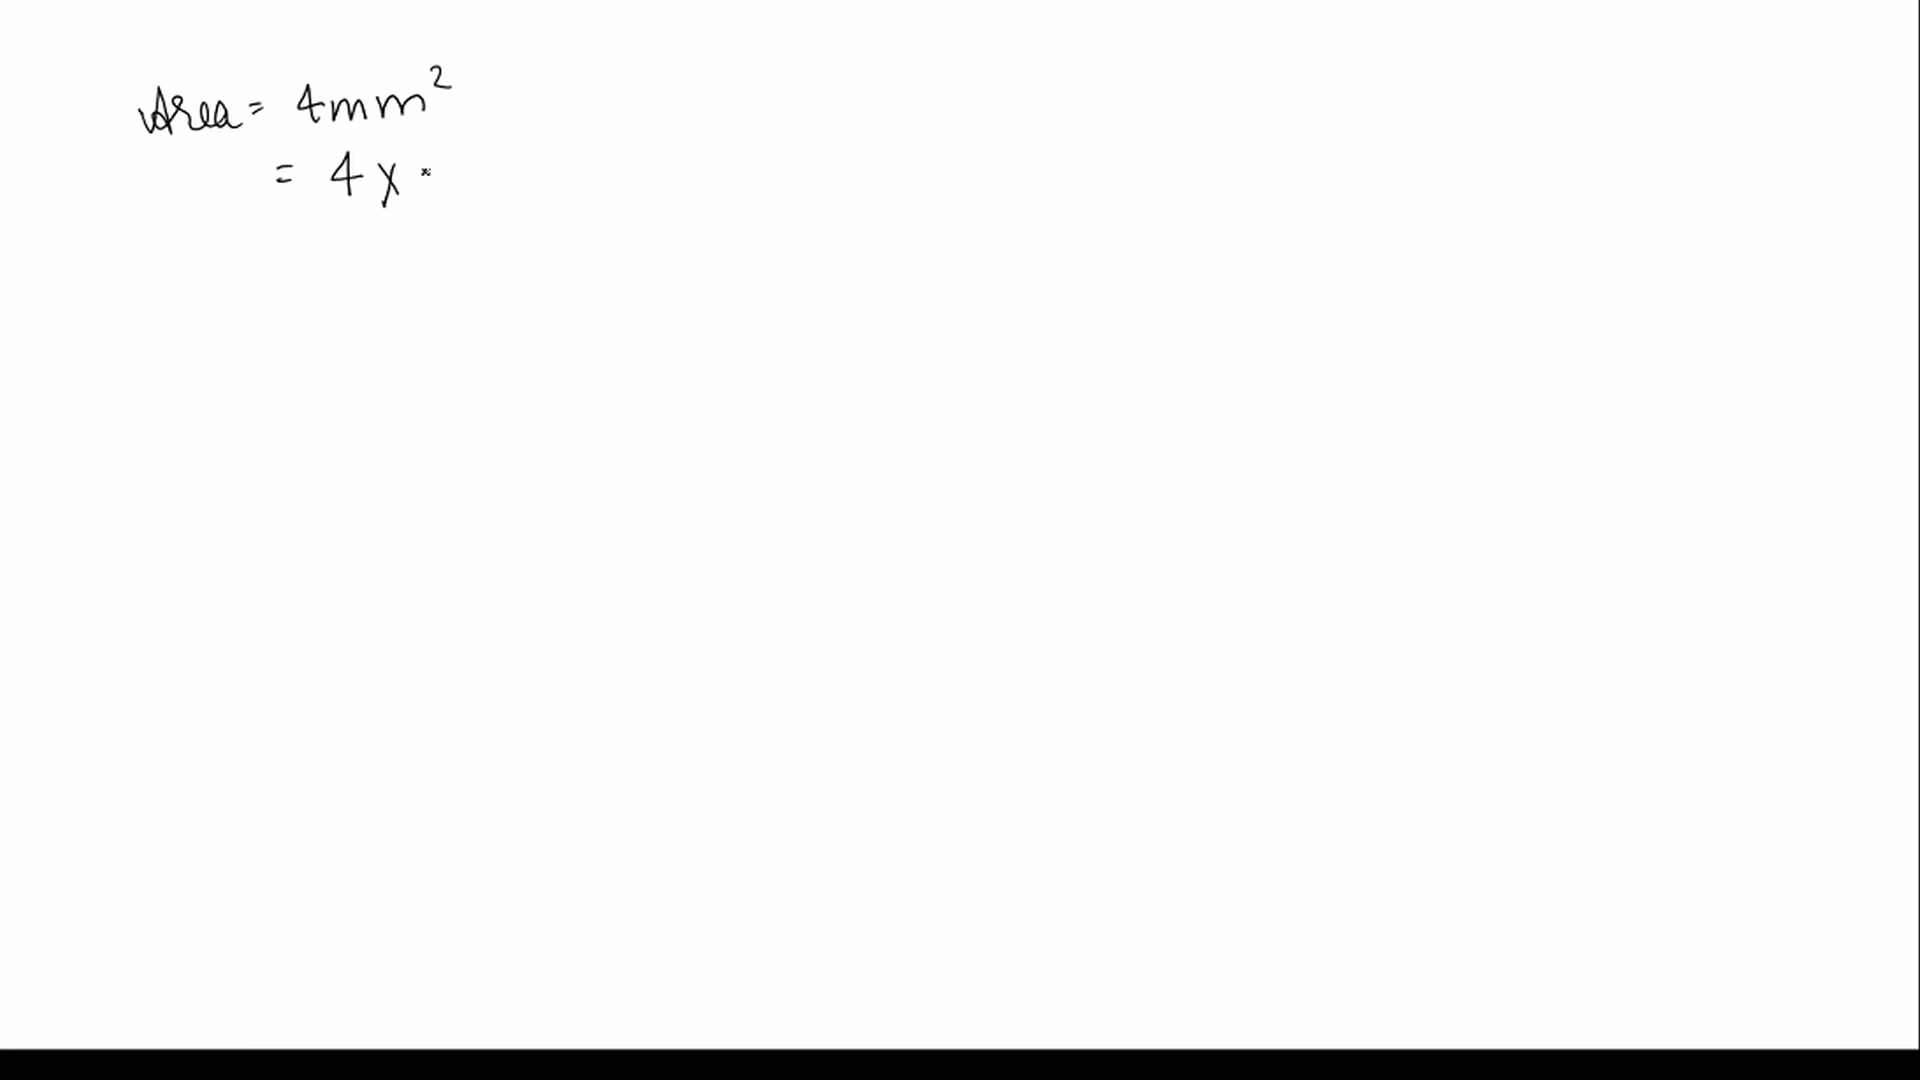 Area = 4mm²
= 4 x